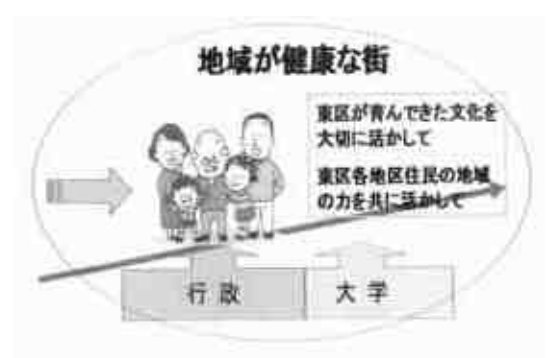 地域が健康な街
東区が育んできた文化を
大切に活かして
東区各地区住民の地域
の力を共に活かして
行政
大学